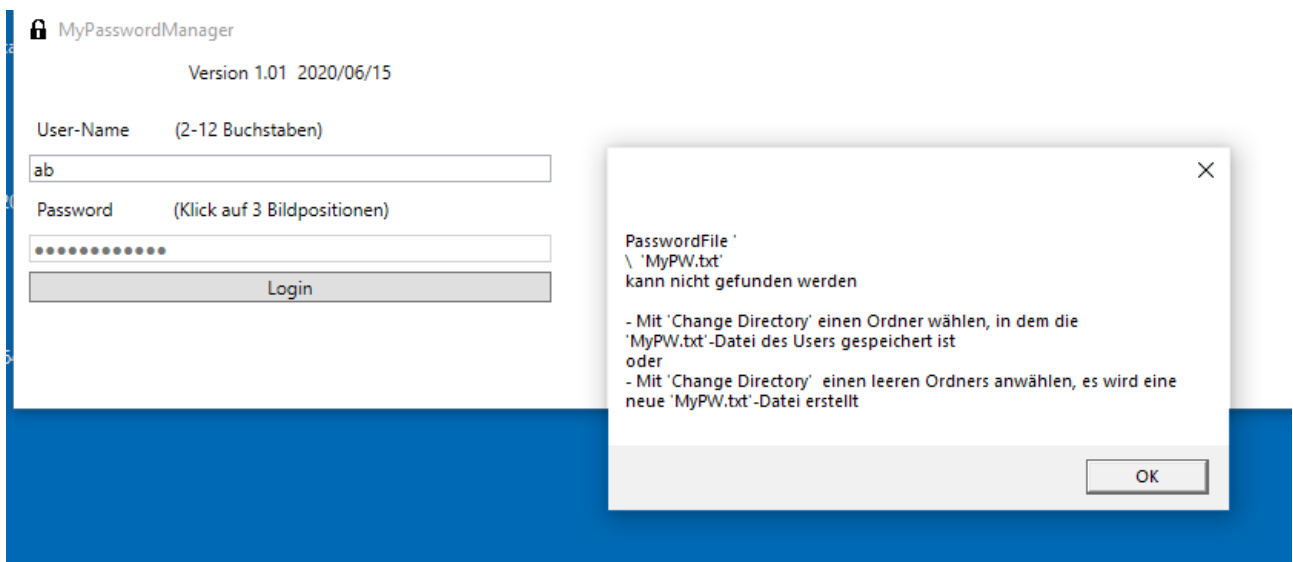 MyPasswordManager
Version 1.01 2020/06/15
User-Name (2-12 Buchstaben)
ab
Password (Klick auf 3 Bildpositionen)
●●●●●●●●●●●●
Login
PasswordFile '
\ 'MyPW.txt'
kann nicht gefunden werden
- Mit 'Change Directory' einen Ordner wählen, in dem die
'MyPW.txt'-Datei des Users gespeichert ist
oder
- Mit 'Change Directory' einen leeren Ordners anwählen, es wird eine
neue 'MyPW.txt'-Datei erstellt
OK